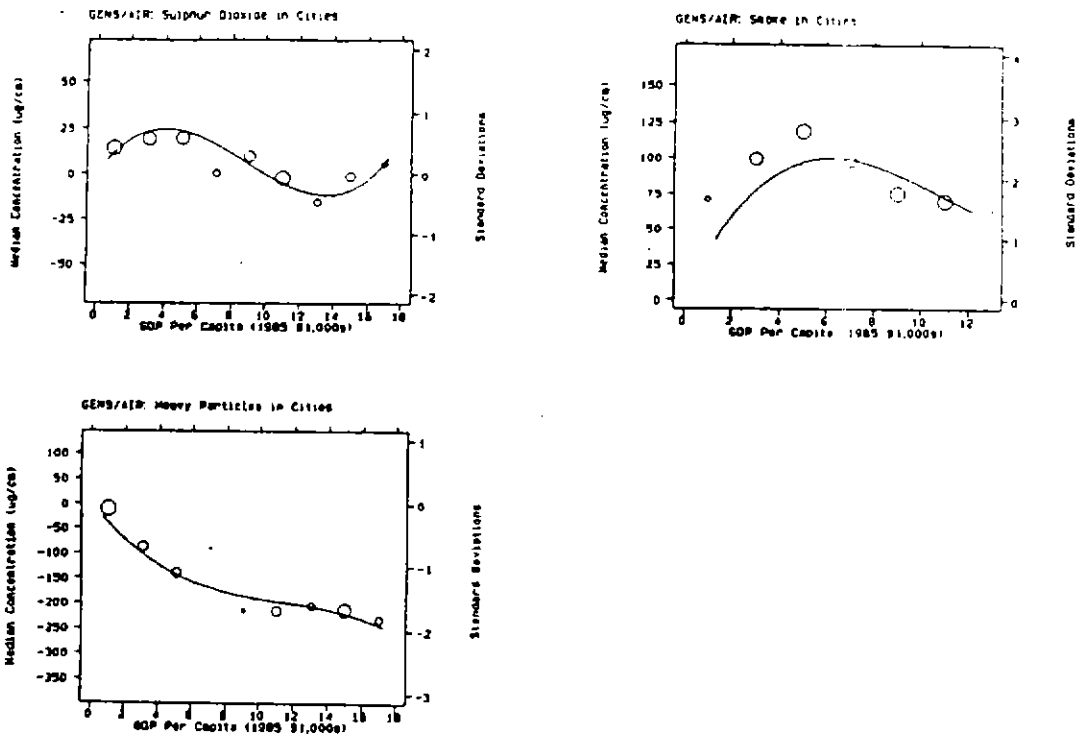 GEMS/AIR: Sulphur Dioxide in Cities
Median Concentration (ug/cm)
50
25
0
-25
-50
2
1
0
-1
-2
Standard Deviations
0 2 4 6 8 10 12 14 16 18
GDP Per Capita (1985 $1,000s)
GEMS/AIR: Smoke in Cities
Median Concentration (ug/cm)
150
125
100
75
50
25
0
4
3
2
1
0
Standard Deviations
0 2 4 6 8 10 12
GDP Per Capita (1985 $1,000s)
GEMS/AIR: Heavy Particles in Cities
Median Concentration (ug/cm)
100
50
0
-50
-100
-150
-200
-250
-300
-350
1
0
-1
-2
-3
Standard Deviations
0 2 4 6 8 10 12 14 16 18
GDP Per Capita (1985 $1,000s)